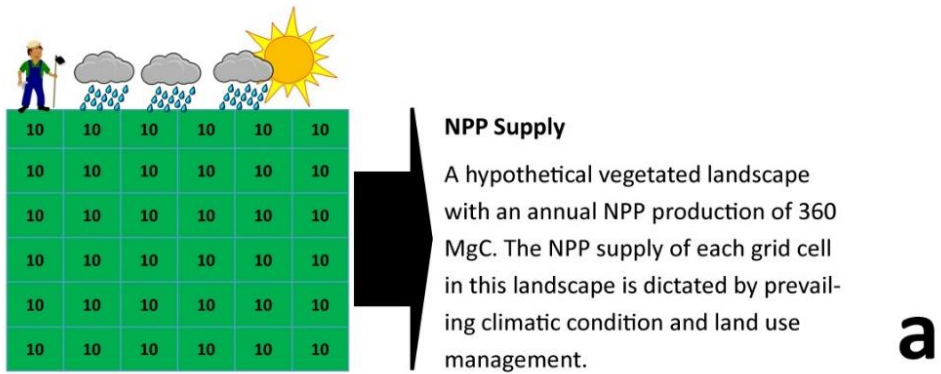 10 10 10 10 10 10
10 10 10 10 10 10
10 10 10 10 10 10
10 10 10 10 10 10
10 10 10 10 10 10
10 10 10 10 10 10
NPP Supply
A hypothetical vegetated landscape
with an annual NPP production of 360
MgC. The NPP supply of each grid cell
in this landscape is dictated by prevail-
ing climatic condition and land use
management.
a